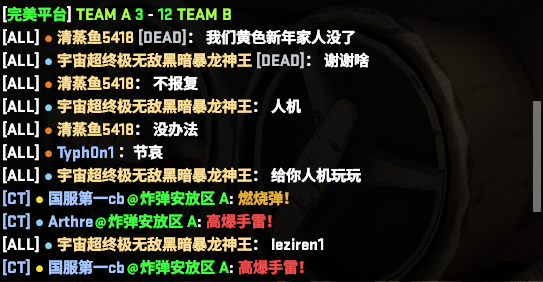 [完美平台] TEAM A 3 - 12 TEAM B
[ALL] ● 清蒸鱼5418 [DEAD]： 我们黄色新年家人没了
[ALL] ● 宇宙超终极无敌黑暗暴龙神王 [DEAD]： 谢谢啥
[ALL] ● 清蒸鱼5418： 不报复
[ALL] ● 宇宙超终极无敌黑暗暴龙神王： 人机
[ALL] ● 清蒸鱼5418： 没办法
[ALL] ● Typh0n1 ： 节哀
[ALL] ● 宇宙超终极无敌黑暗暴龙神王： 给你人机玩玩
[CT] ● 国服第一cb＠炸弹安放区 A: 燃烧弹！
[CT] ● Arthre＠炸弹安放区 A: 高爆手雷！
[ALL] ● 宇宙超终极无敌黑暗暴龙神王： leziren1
[CT] ● 国服第一cb＠炸弹安放区 A: 高爆手雷！